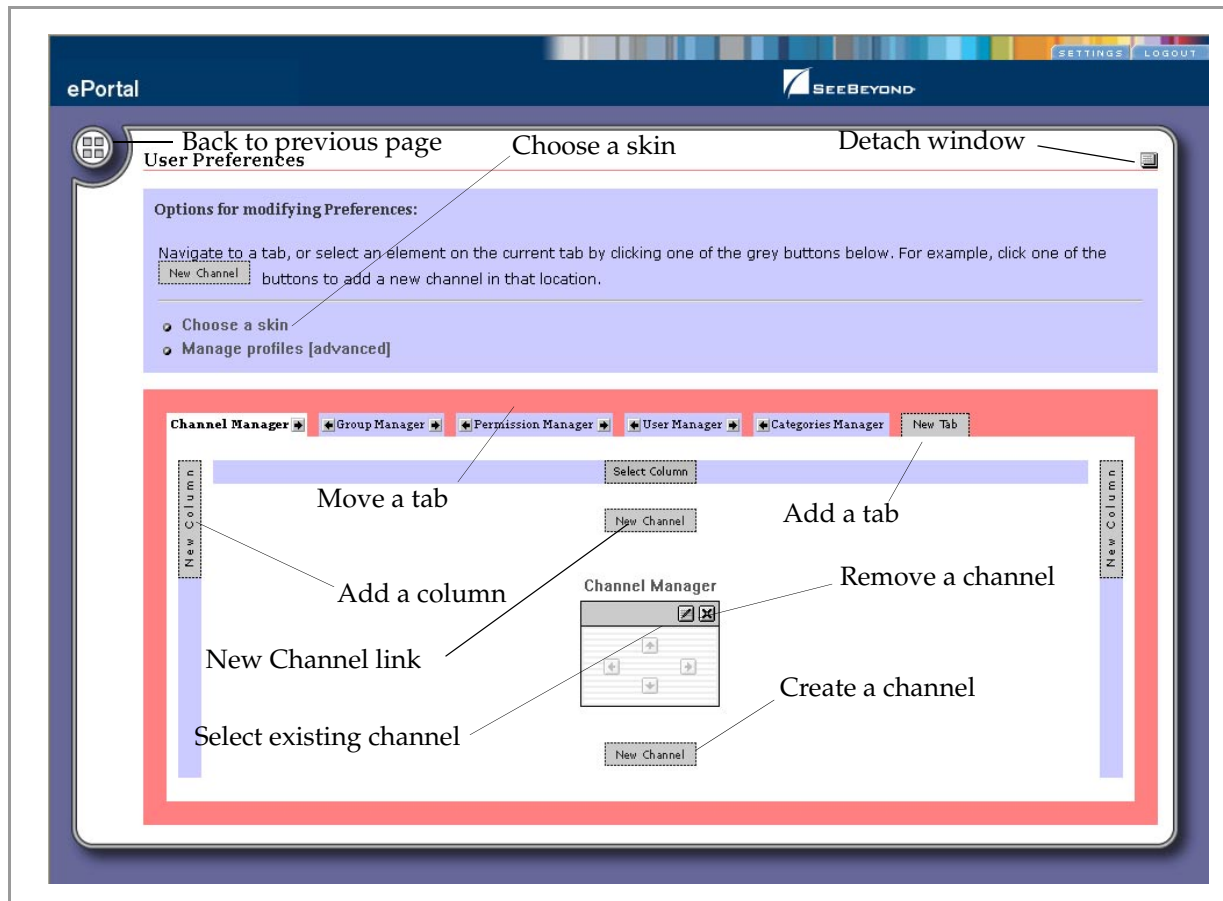 SETTINGS LOGOUT
ePortal
SEEBEYOND
Back to previous page
Choose a skin
Detach window
User Preferences
Options for modifying Preferences:
Navigate to a tab, or select an element on the current tab by clicking one of the grey buttons below. For example, click one of the
New Channel buttons to add a new channel in that location.
Choose a skin
Manage profiles [advanced]
Channel Manager Group Manager Permission Manager User Manager Categories Manager New Tab
New Column
Select Column
New Column
Move a tab
New Channel
Add a tab
Add a column
Channel Manager
Remove a channel
New Channel link
Create a channel
Select existing channel
New Channel